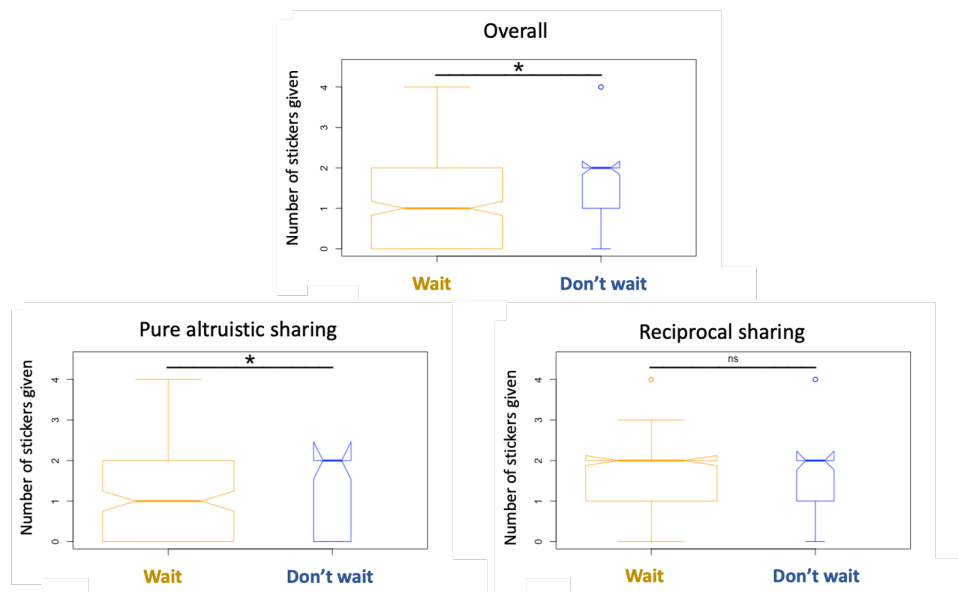 Overall
*
Number of stickers given
4
3
2
1
0
Wait Don't wait
Pure altruistic sharing
*
Number of stickers given
4
3
2
1
0
Wait Don't wait
Reciprocal sharing
ns
Number of stickers given
4
3
2
1
0
Wait Don't wait